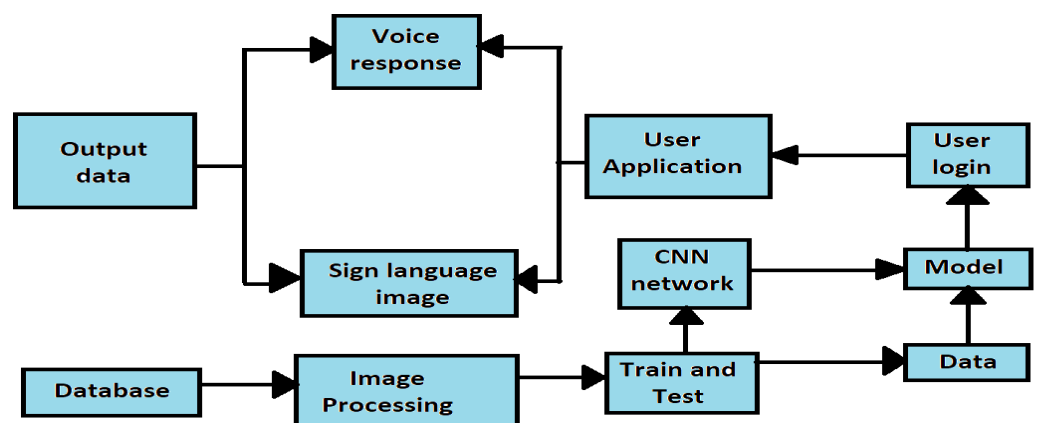 Voice
response
Output
data
User
Application
User
login
Sign language
image
CNN
network
Model
Database
Image
Processing
Train and
Test
Data